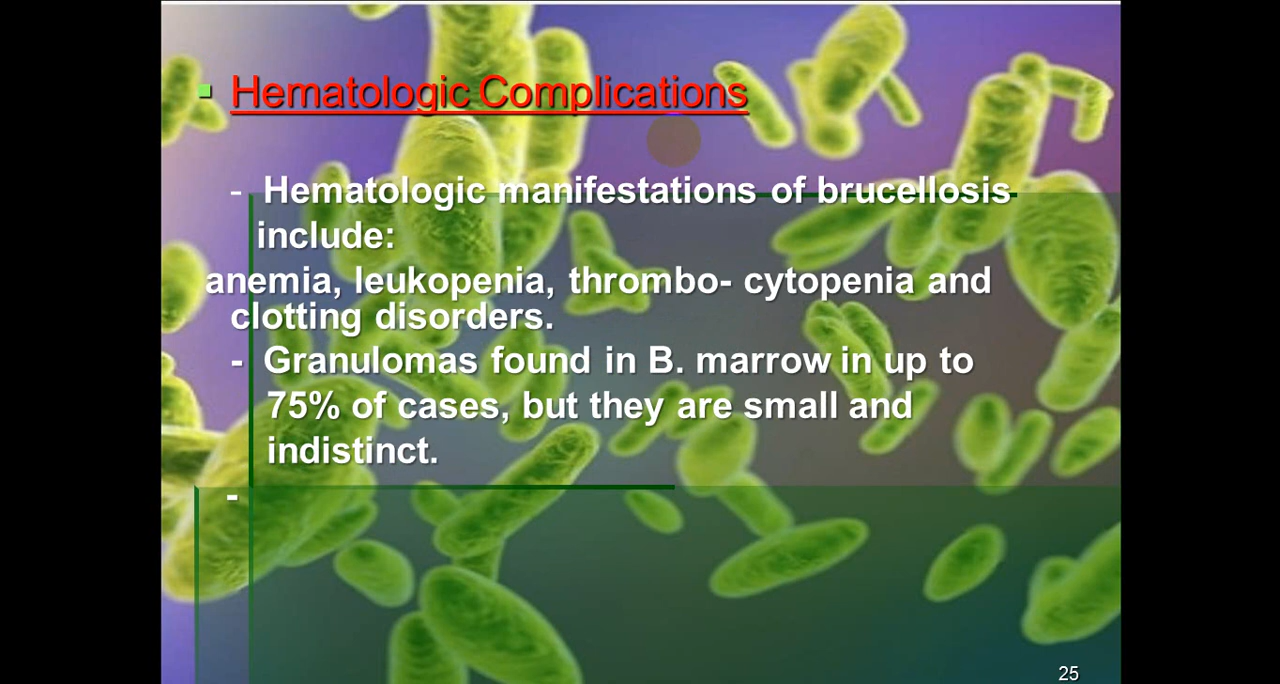 Hematologic Complications
- Hematologic manifestations of brucellosis
include:
anemia, leukopenia, thrombo- cytopenia and
clotting disorders.
- Granulomas found in B. marrow in up to
75% of cases, but they are small and
indistinct.
-
25